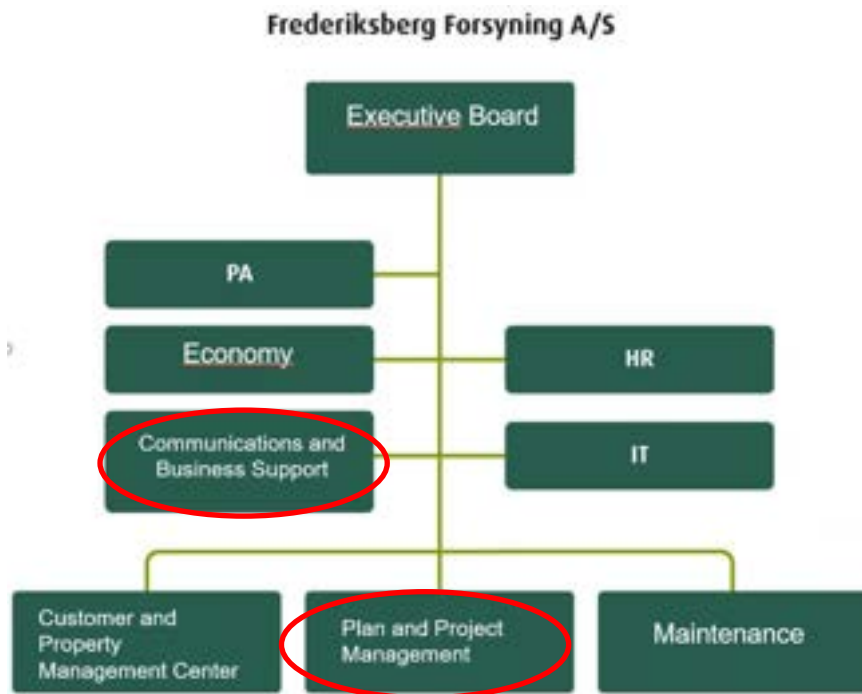 Frederiksberg Forsyning A/S
Executive Board
PA
Economy
HR
Communications and
Business Support
IT
Customer and
Property
Management Center
Plan and Project
Management
Maintenance